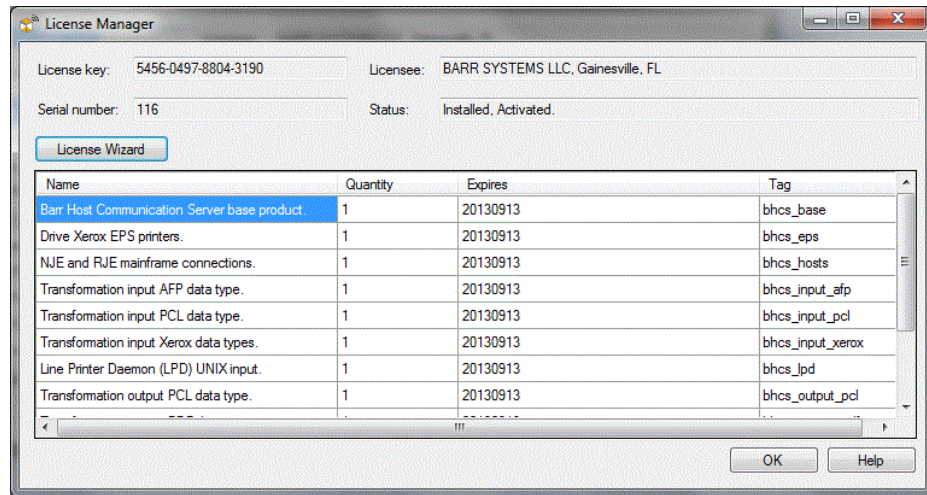 License Manager
License key: 5456-0497-8804-3190 Licensee: BARR SYSTEMS LLC, Gainesville, FL
Serial number: 116 Status: Installed, Activated.
License Wizard
Name Quantity Expires Tag
Barr Host Communication Server base product. 1 20130913 bhcs_base
Drive Xerox EPS printers. 1 20130913 bhcs_eps
NJE and RJE mainframe connections. 1 20130913 bhcs_hosts
Transformation input AFP data type. 1 20130913 bhcs_input_afp
Transformation input PCL data type. 1 20130913 bhcs_input_pcl
Transformation input Xerox data types. 1 20130913 bhcs_input_xerox
Line Printer Daemon (LPD) UNIX input. 1 20130913 bhcs_lpd
Transformation output PCL data type. 1 20130913 bhcs_output_pcl
OK Help